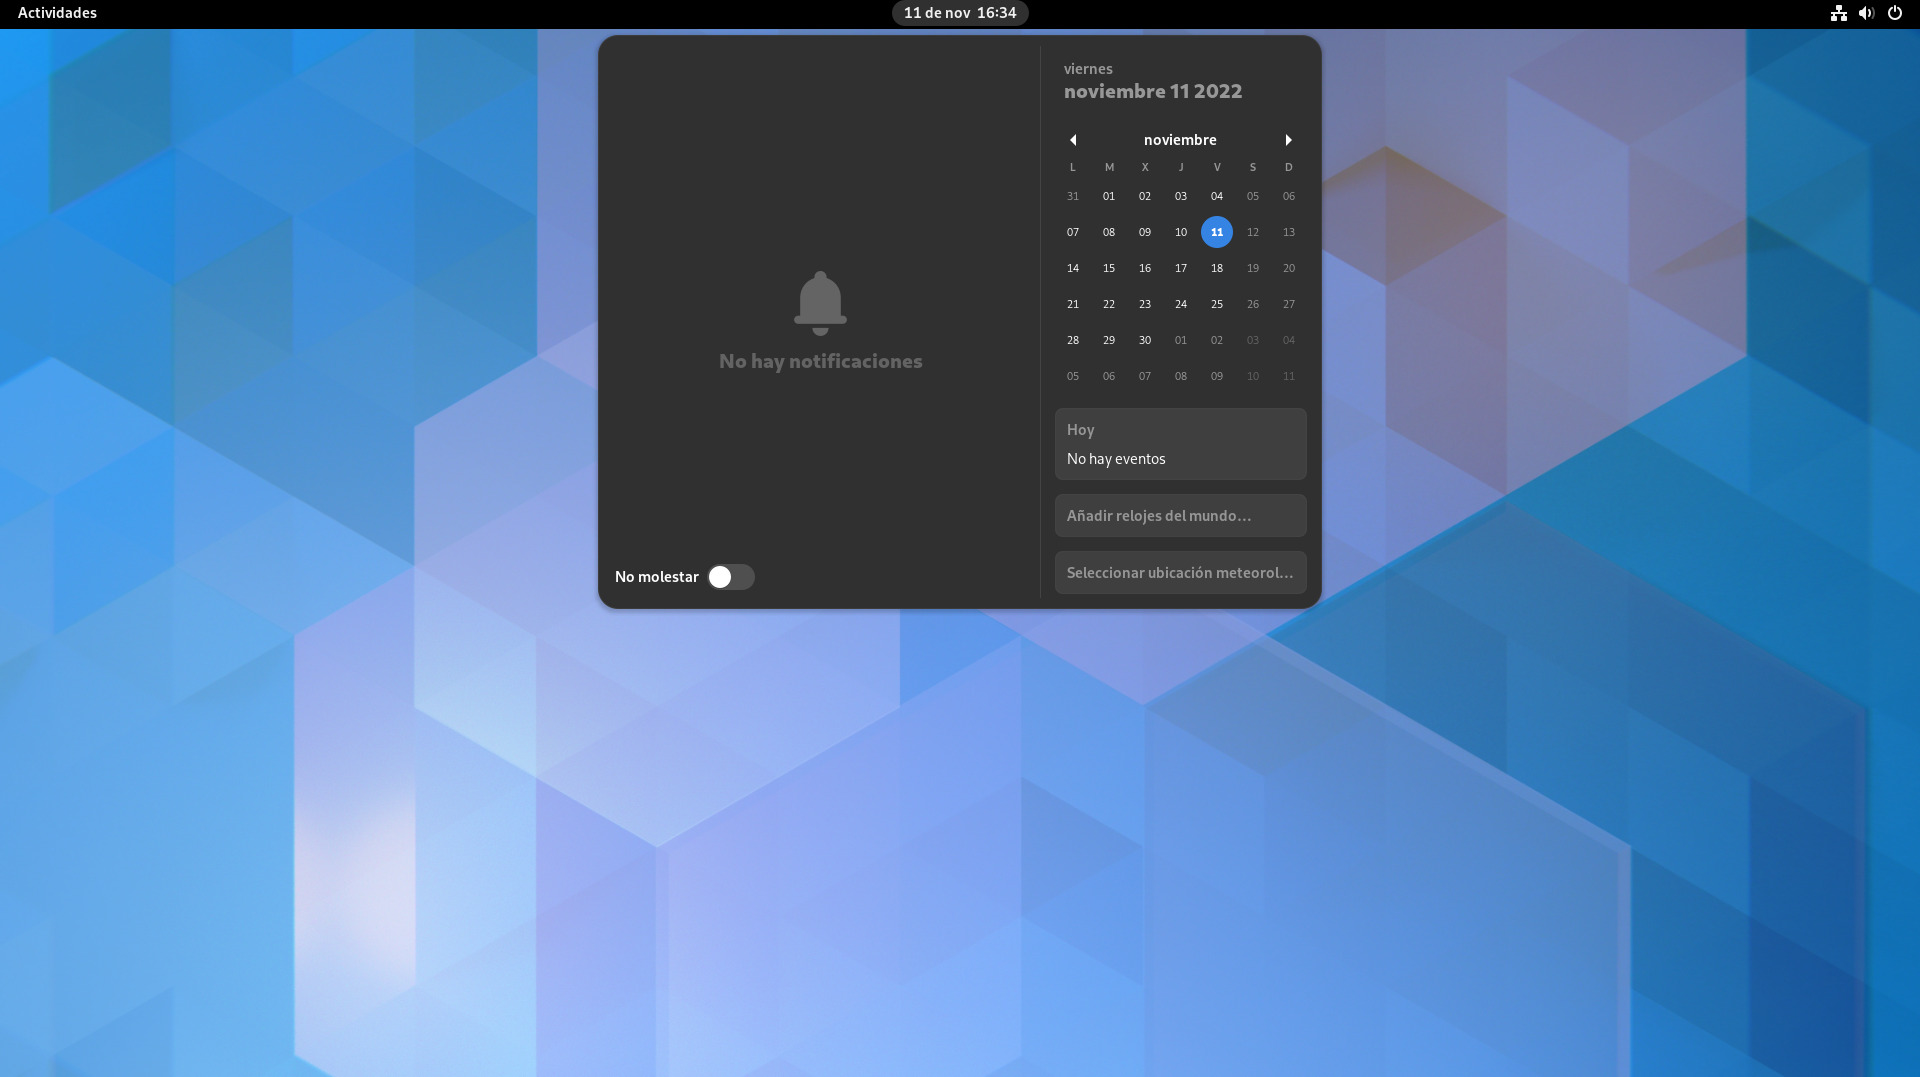 Actividades
11 de nov 16:34
No hay notificaciones
No molestar
viernes
noviembre 11 2022
noviembre
L M X J V S D
31 01 02 03 04 05 06
07 08 09 10 11 12 13
14 15 16 17 18 19 20
21 22 23 24 25 26 27
28 29 30 01 02 03 04
05 06 07 08 09 10 11
Hoy
No hay eventos
Añadir relojes del mundo…
Seleccionar ubicación meteorol…